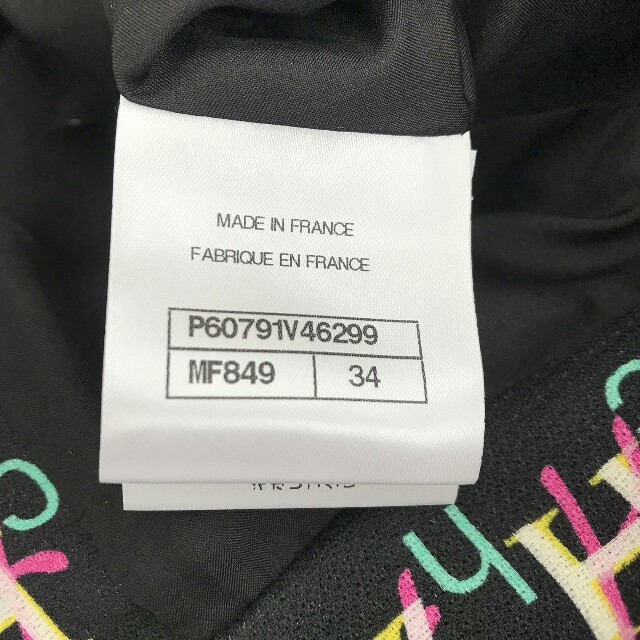 MADE IN FRANCE
FABRIQUE EN FRANCE
P60791V46299
MF849 34